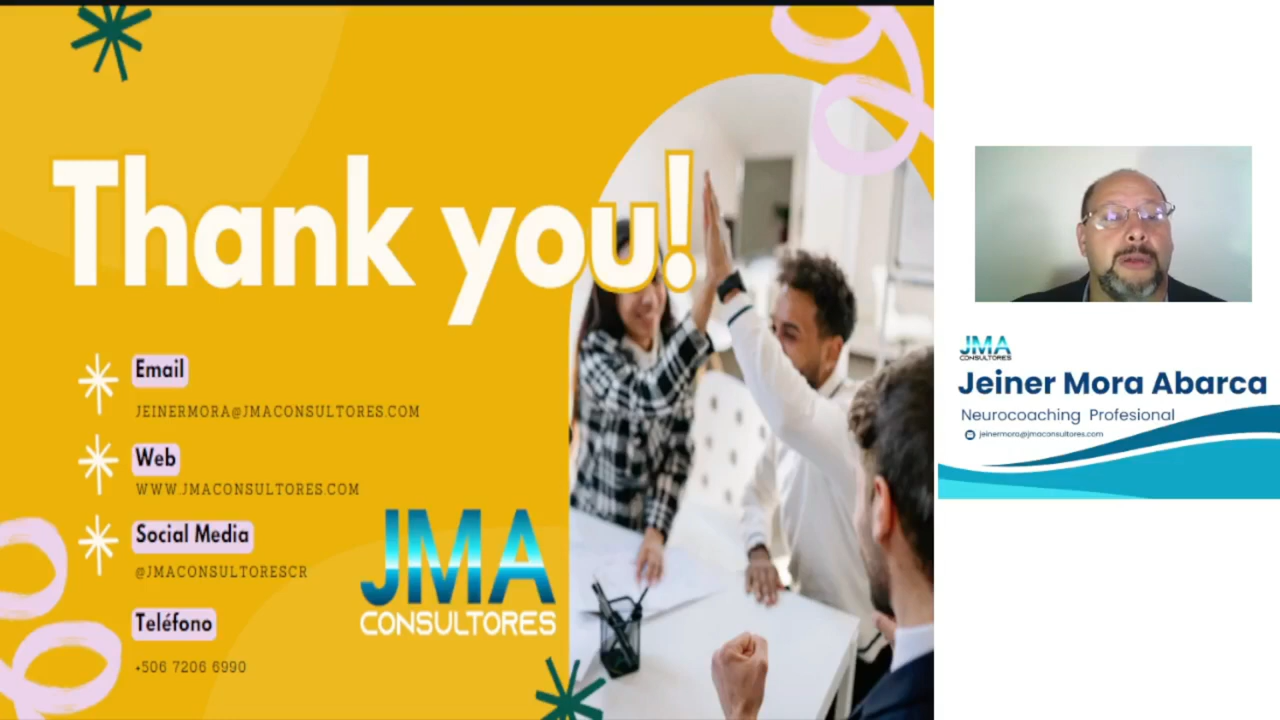 Thank you!
Email
JEINERMORA@JMACONSULTORES.COM
Web
WWW.JMACONSULTORES.COM
Social Media
@JMACONSULTORESCR
Teléfono
+506 7206 6990
JMA
CONSULTORES
JMA
CONSULTORES
Jeiner Mora Abarca
Neurocoaching Profesional
jeinermora@jmaconsultores.com